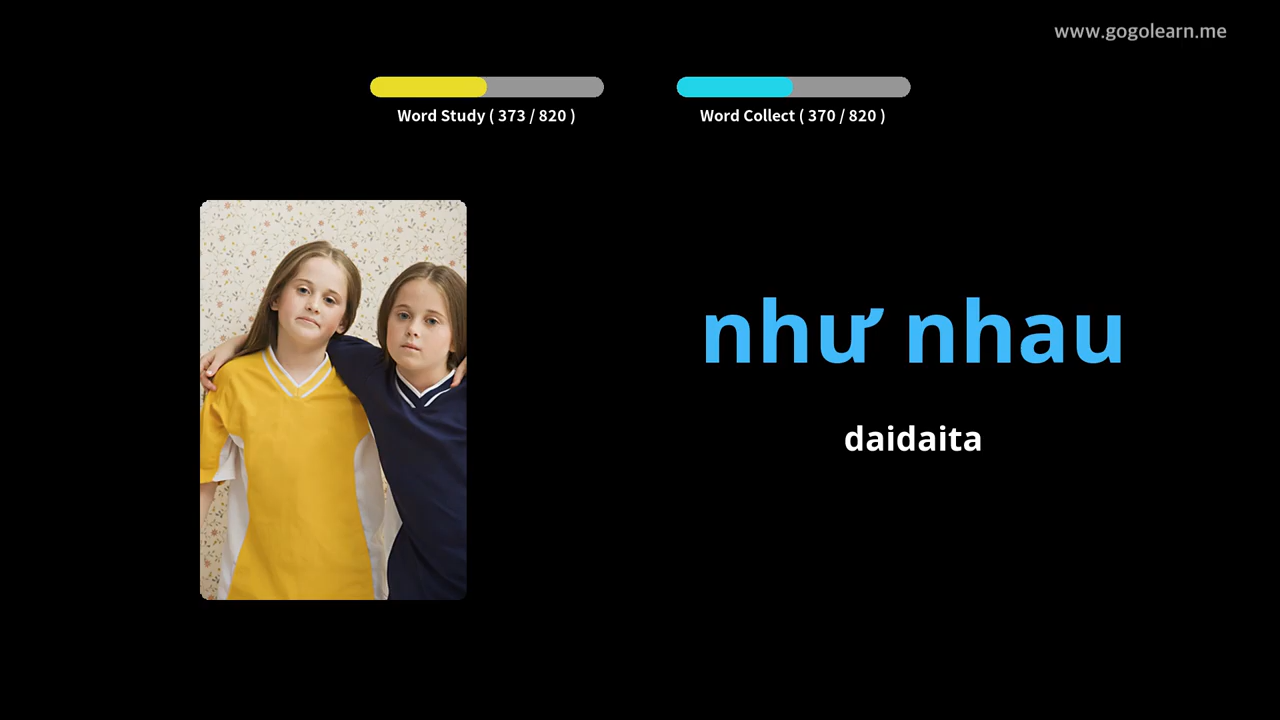 www.gogolearn.me
Word Study ( 373 / 820 )
Word Collect ( 370 / 820 )
như nhau
daidaita